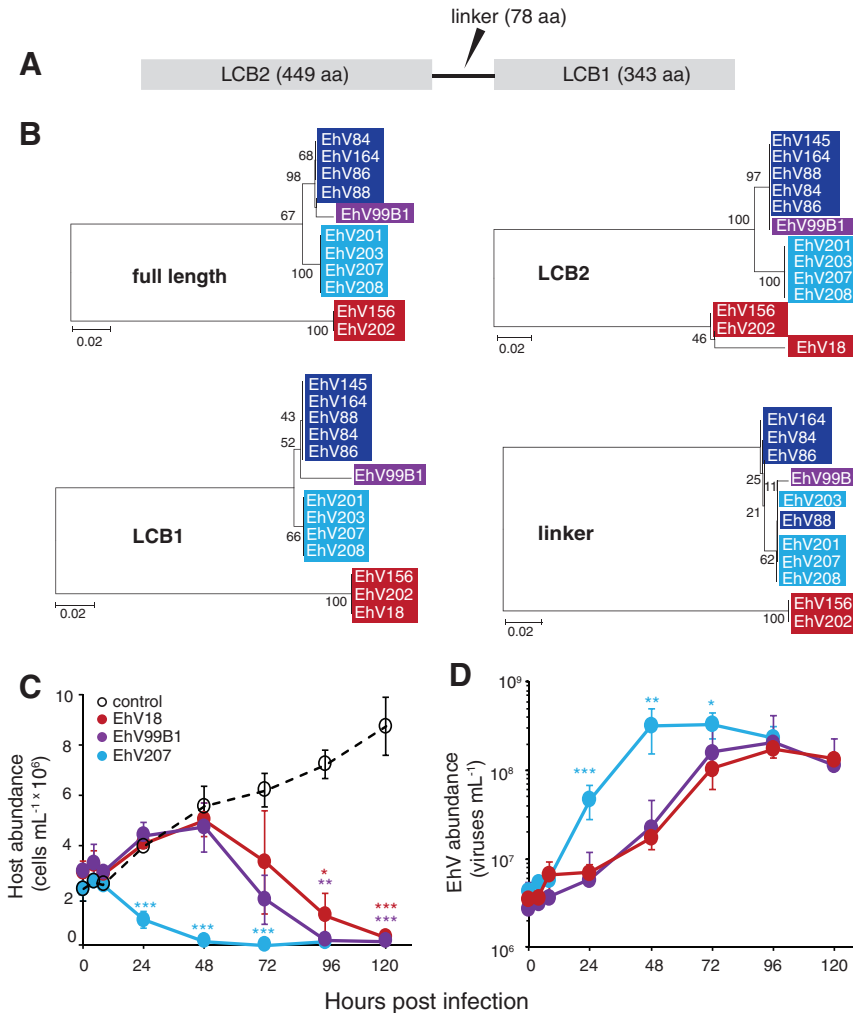 linker (78 aa)
A
LCB2 (449 aa)
LCB1 (343 aa)
B
EhV84
EhV164
EhV86
EhV88
EhV99B1
EhV201
EhV203
EhV207
EhV208
EhV156
EhV202
68
98
67
100
100
full length
0.02
EhV145
EhV164
EhV88
EhV84
EhV86
EhV99B1
EhV201
EhV203
EhV207
EhV208
EhV156
EhV202
EhV18
97
100
100
46
LCB2
0.02
EhV145
EhV164
EhV88
EhV84
EhV86
EhV99B1
EhV201
EhV203
EhV207
EhV208
EhV156
EhV202
EhV18
43
52
66
100
LCB1
0.02
EhV164
EhV84
EhV86
EhV99B
EhV203
EhV88
EhV201
EhV207
EhV208
EhV156
EhV202
25
11
21
62
100
linker
0.02
C
control
EhV18
EhV99B1
EhV207
Host abundance
(cells mL⁻¹ x 10⁶)
10
8
6
4
2
0
***
***
***
*
**
***
***
0 24 48 72 96 120
D
EhV abundance
(viruses mL⁻¹)
10⁹
10⁸
10⁷
10⁶
***
**
*
0 24 48 72 96 120
Hours post infection